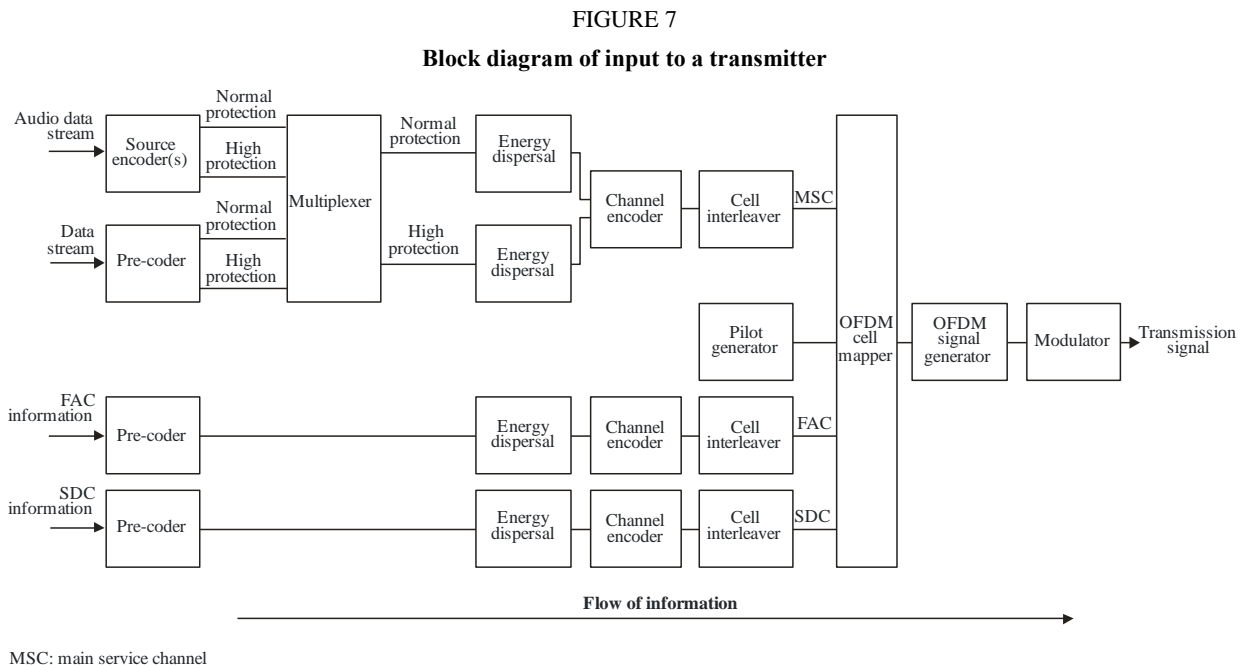 FIGURE 7
Block diagram of input to a transmitter
Audio data
stream
Source
encoder(s)
Normal
protection
High
protection
Data
stream
Pre-coder
Normal
protection
High
protection
Multiplexer
Normal
protection
High
protection
Energy
dispersal
Energy
dispersal
Channel
encoder
Cell
interleaver
MSC
Pilot
generator
OFDM
cell
mapper
OFDM
signal
generator
Modulator
Transmission
signal
FAC
information
Pre-coder
Energy
dispersal
Channel
encoder
Cell
interleaver
FAC
SDC
information
Pre-coder
Energy
dispersal
Channel
encoder
Cell
interleaver
SDC
Flow of information
MSC: main service channel